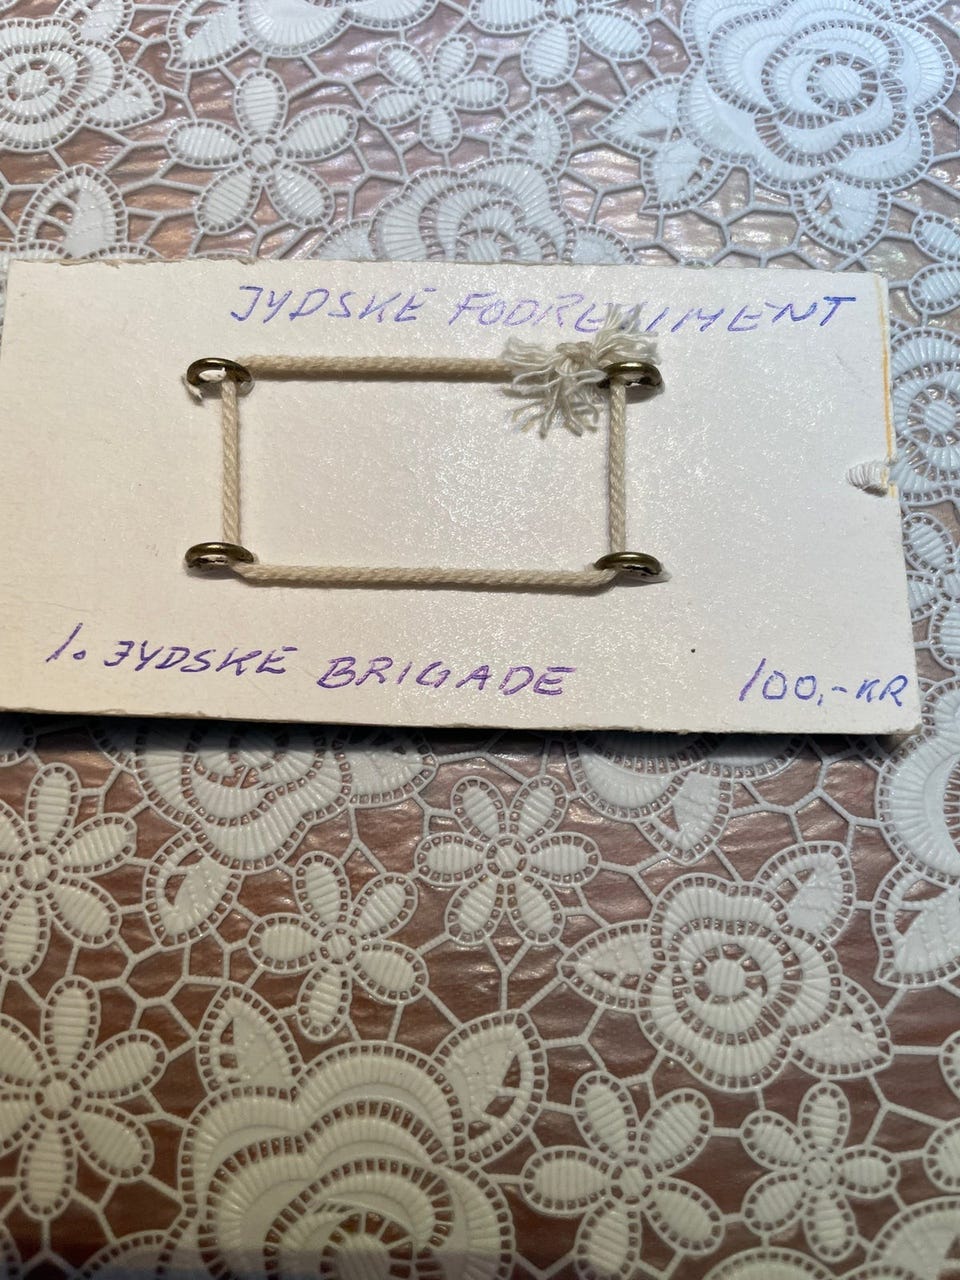 JYDSKE FODREGIMENT
1. JYDSKE BRIGADE 100,- KR